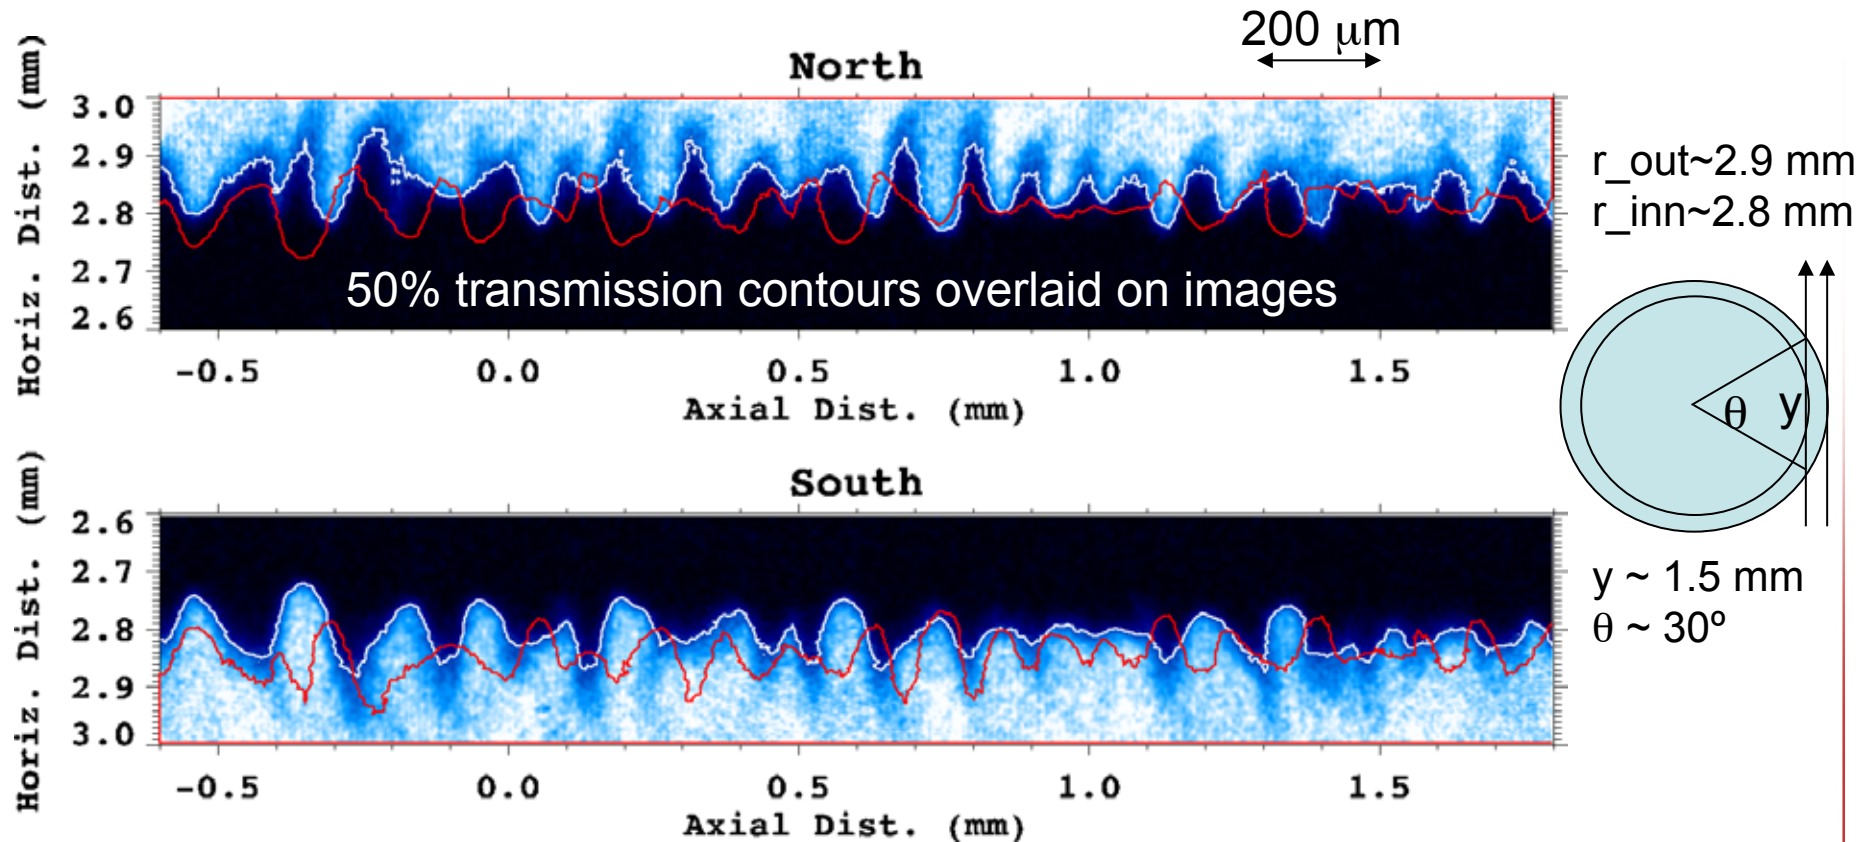 200 μm
North
Horiz. Dist. (mm)
3.0
2.9
2.8
2.7
2.6
50% transmission contours overlaid on images
-0.5 0.0 0.5 1.0 1.5
Axial Dist. (mm)
r_out~2.9 mm
r_inn~2.8 mm
θ y
y ~ 1.5 mm
θ ~ 30º
South
Horiz. Dist. (mm)
2.6
2.7
2.8
2.9
3.0
-0.5 0.0 0.5 1.0 1.5
Axial Dist. (mm)